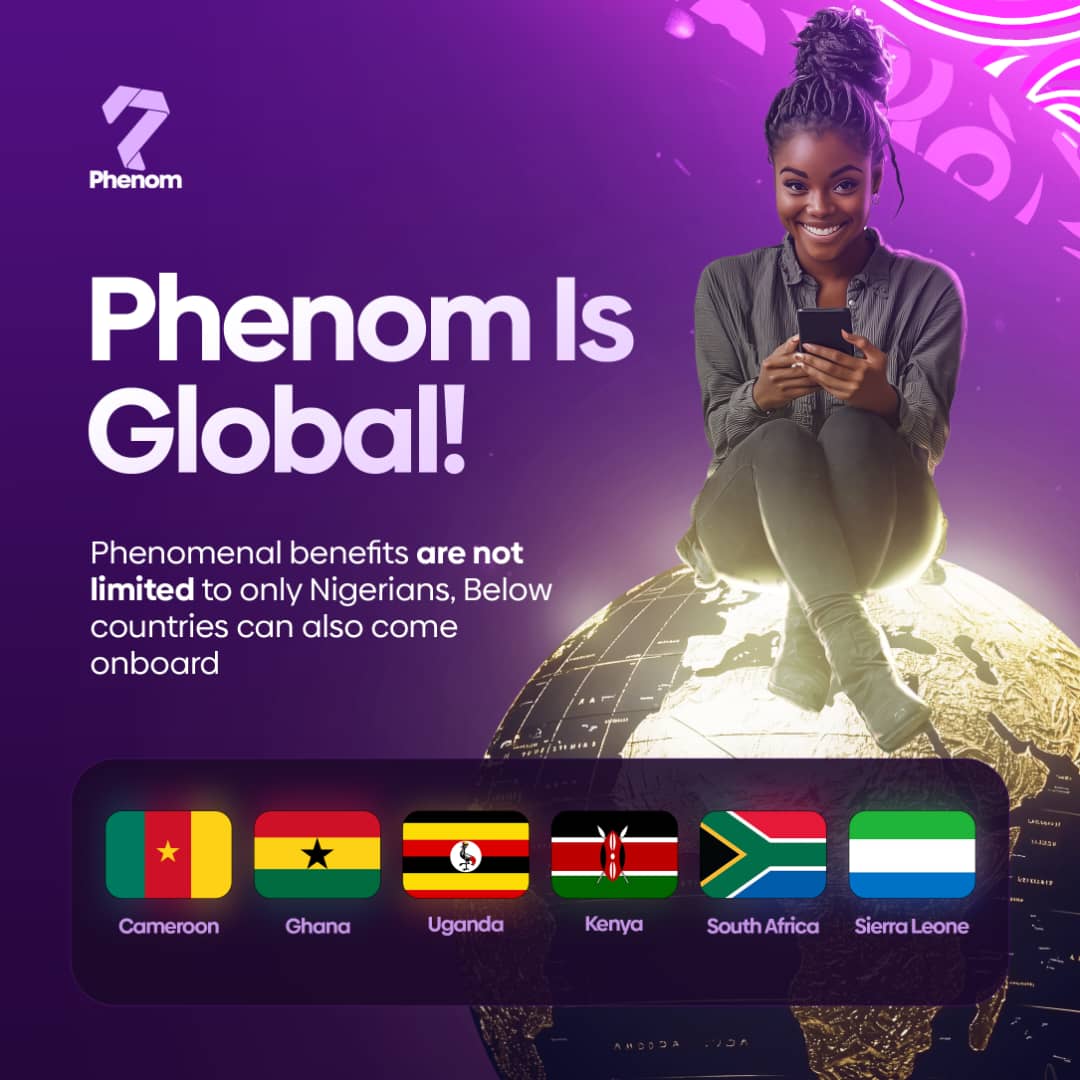 Phenom
Phenom Is
Global!
Phenomenal benefits are not
limited to only Nigerians, Below
countries can also come
onboard
Cameroon
Ghana
Uganda
Kenya
South Africa
Sierra Leone